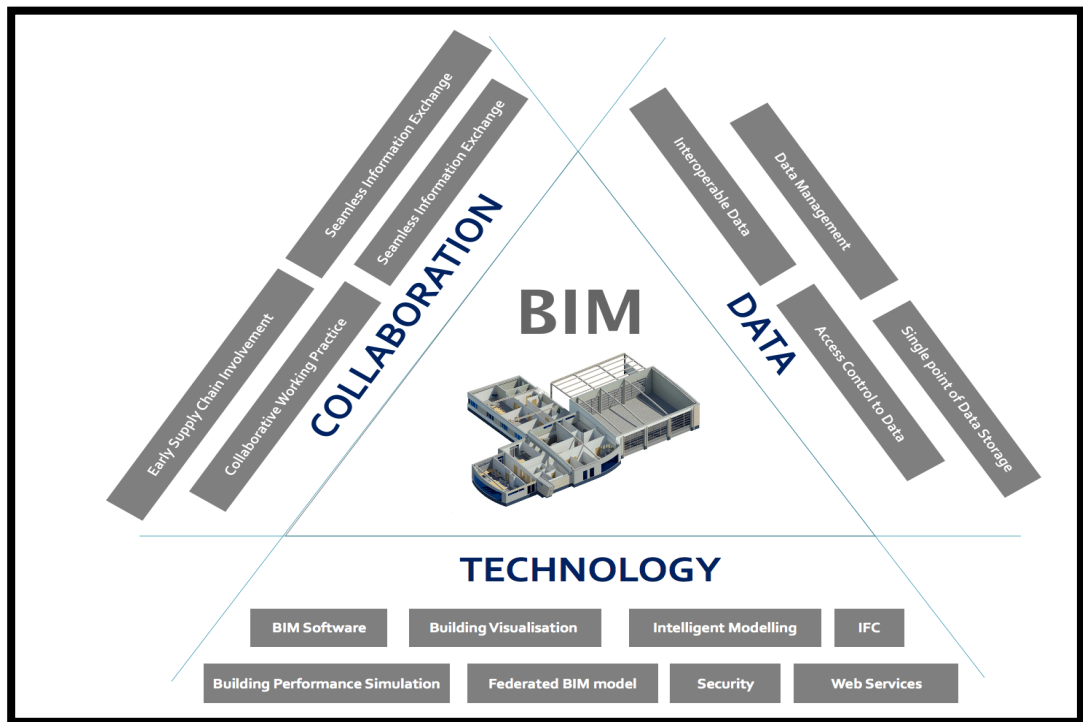 Seamless Information Exchange
Seamless Information Exchange
Early Supply Chain Involvement
Collaborative Working Practice
COLLABORATION
BIM
DATA
Interoperable Data
Data Management
Access Control to Data
Single point of Data Storage
TECHNOLOGY
BIM Software
Building Visualisation
Intelligent Modelling
IFC
Building Performance Simulation
Federated BIM model
Security
Web Services